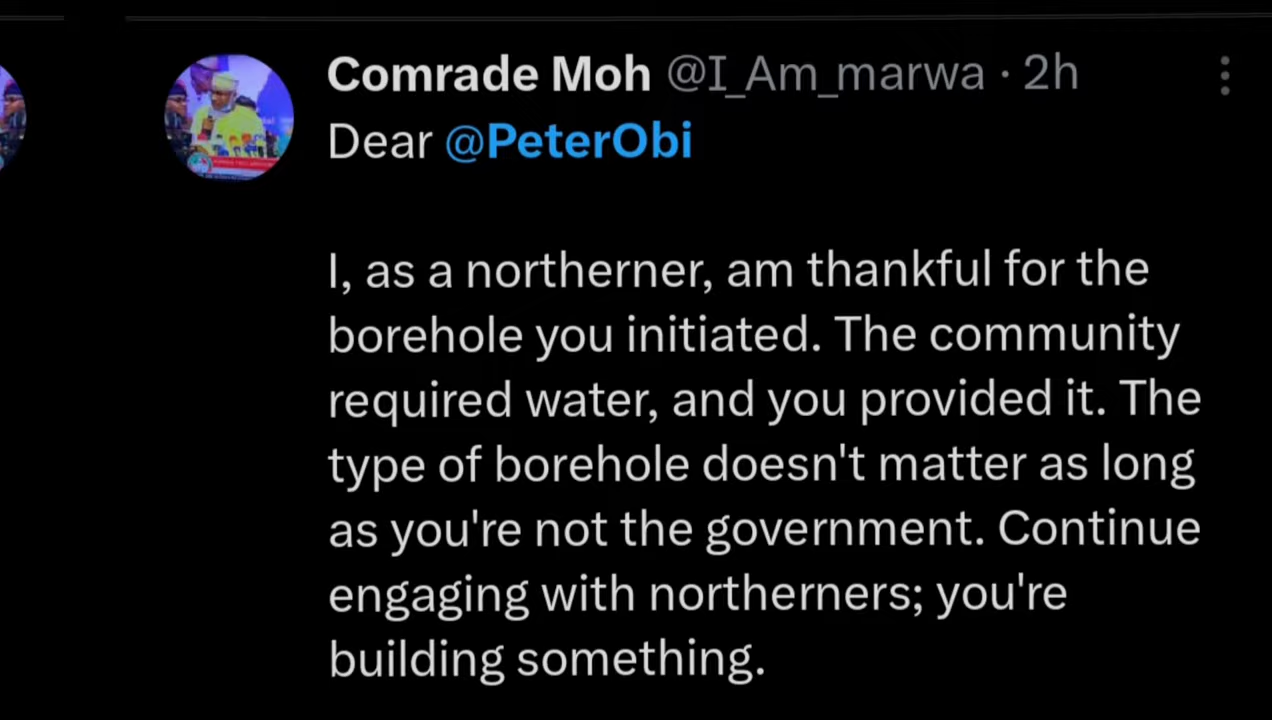 Comrade Moh @I_Am_marwa · 2h
Dear @PeterObi
I, as a northerner, am thankful for the
borehole you initiated. The community
required water, and you provided it. The
type of borehole doesn't matter as long
as you're not the government. Continue
engaging with northerners; you're
building something.